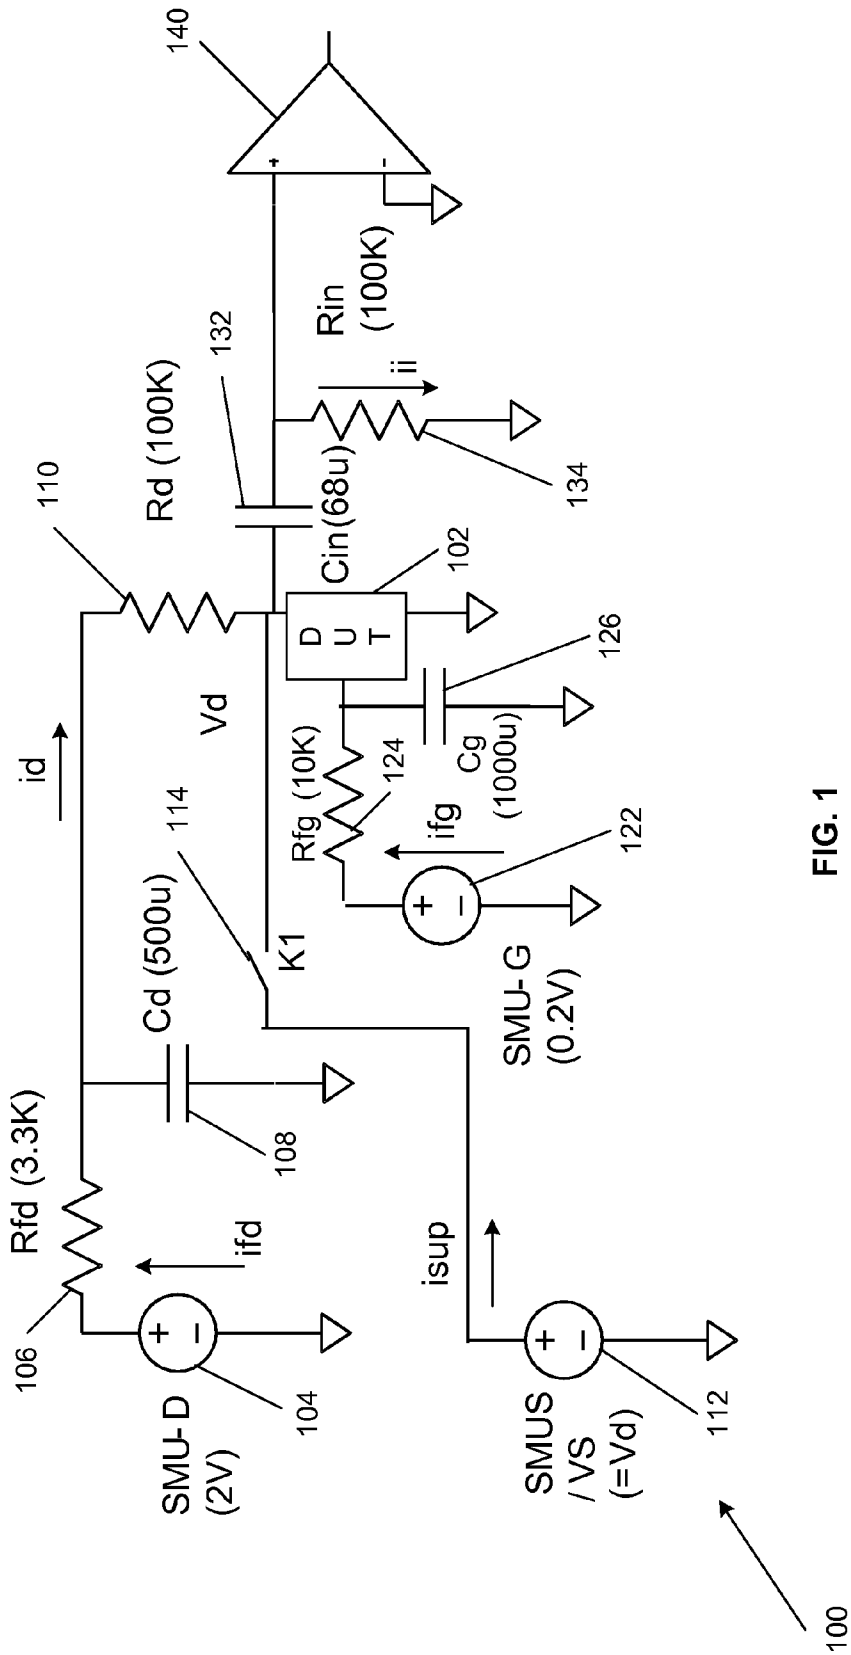 106
Rfd (3.3K)
id
110
Rd (100K)
132
140
+
-
Rin
(100K)
ii
134
Cin(68u)
102
D
U
T
126
Cg
(1000u)
Vd
Rfg (10K)
124
ifg
122
+
-
SMU-G
(0.2V)
114
K1
Cd (500u)
108
ifd
+
-
SMU-D
(2V)
104
isup
+
-
SMUS
/ VS
(=Vd)
112
100
FIG. 1